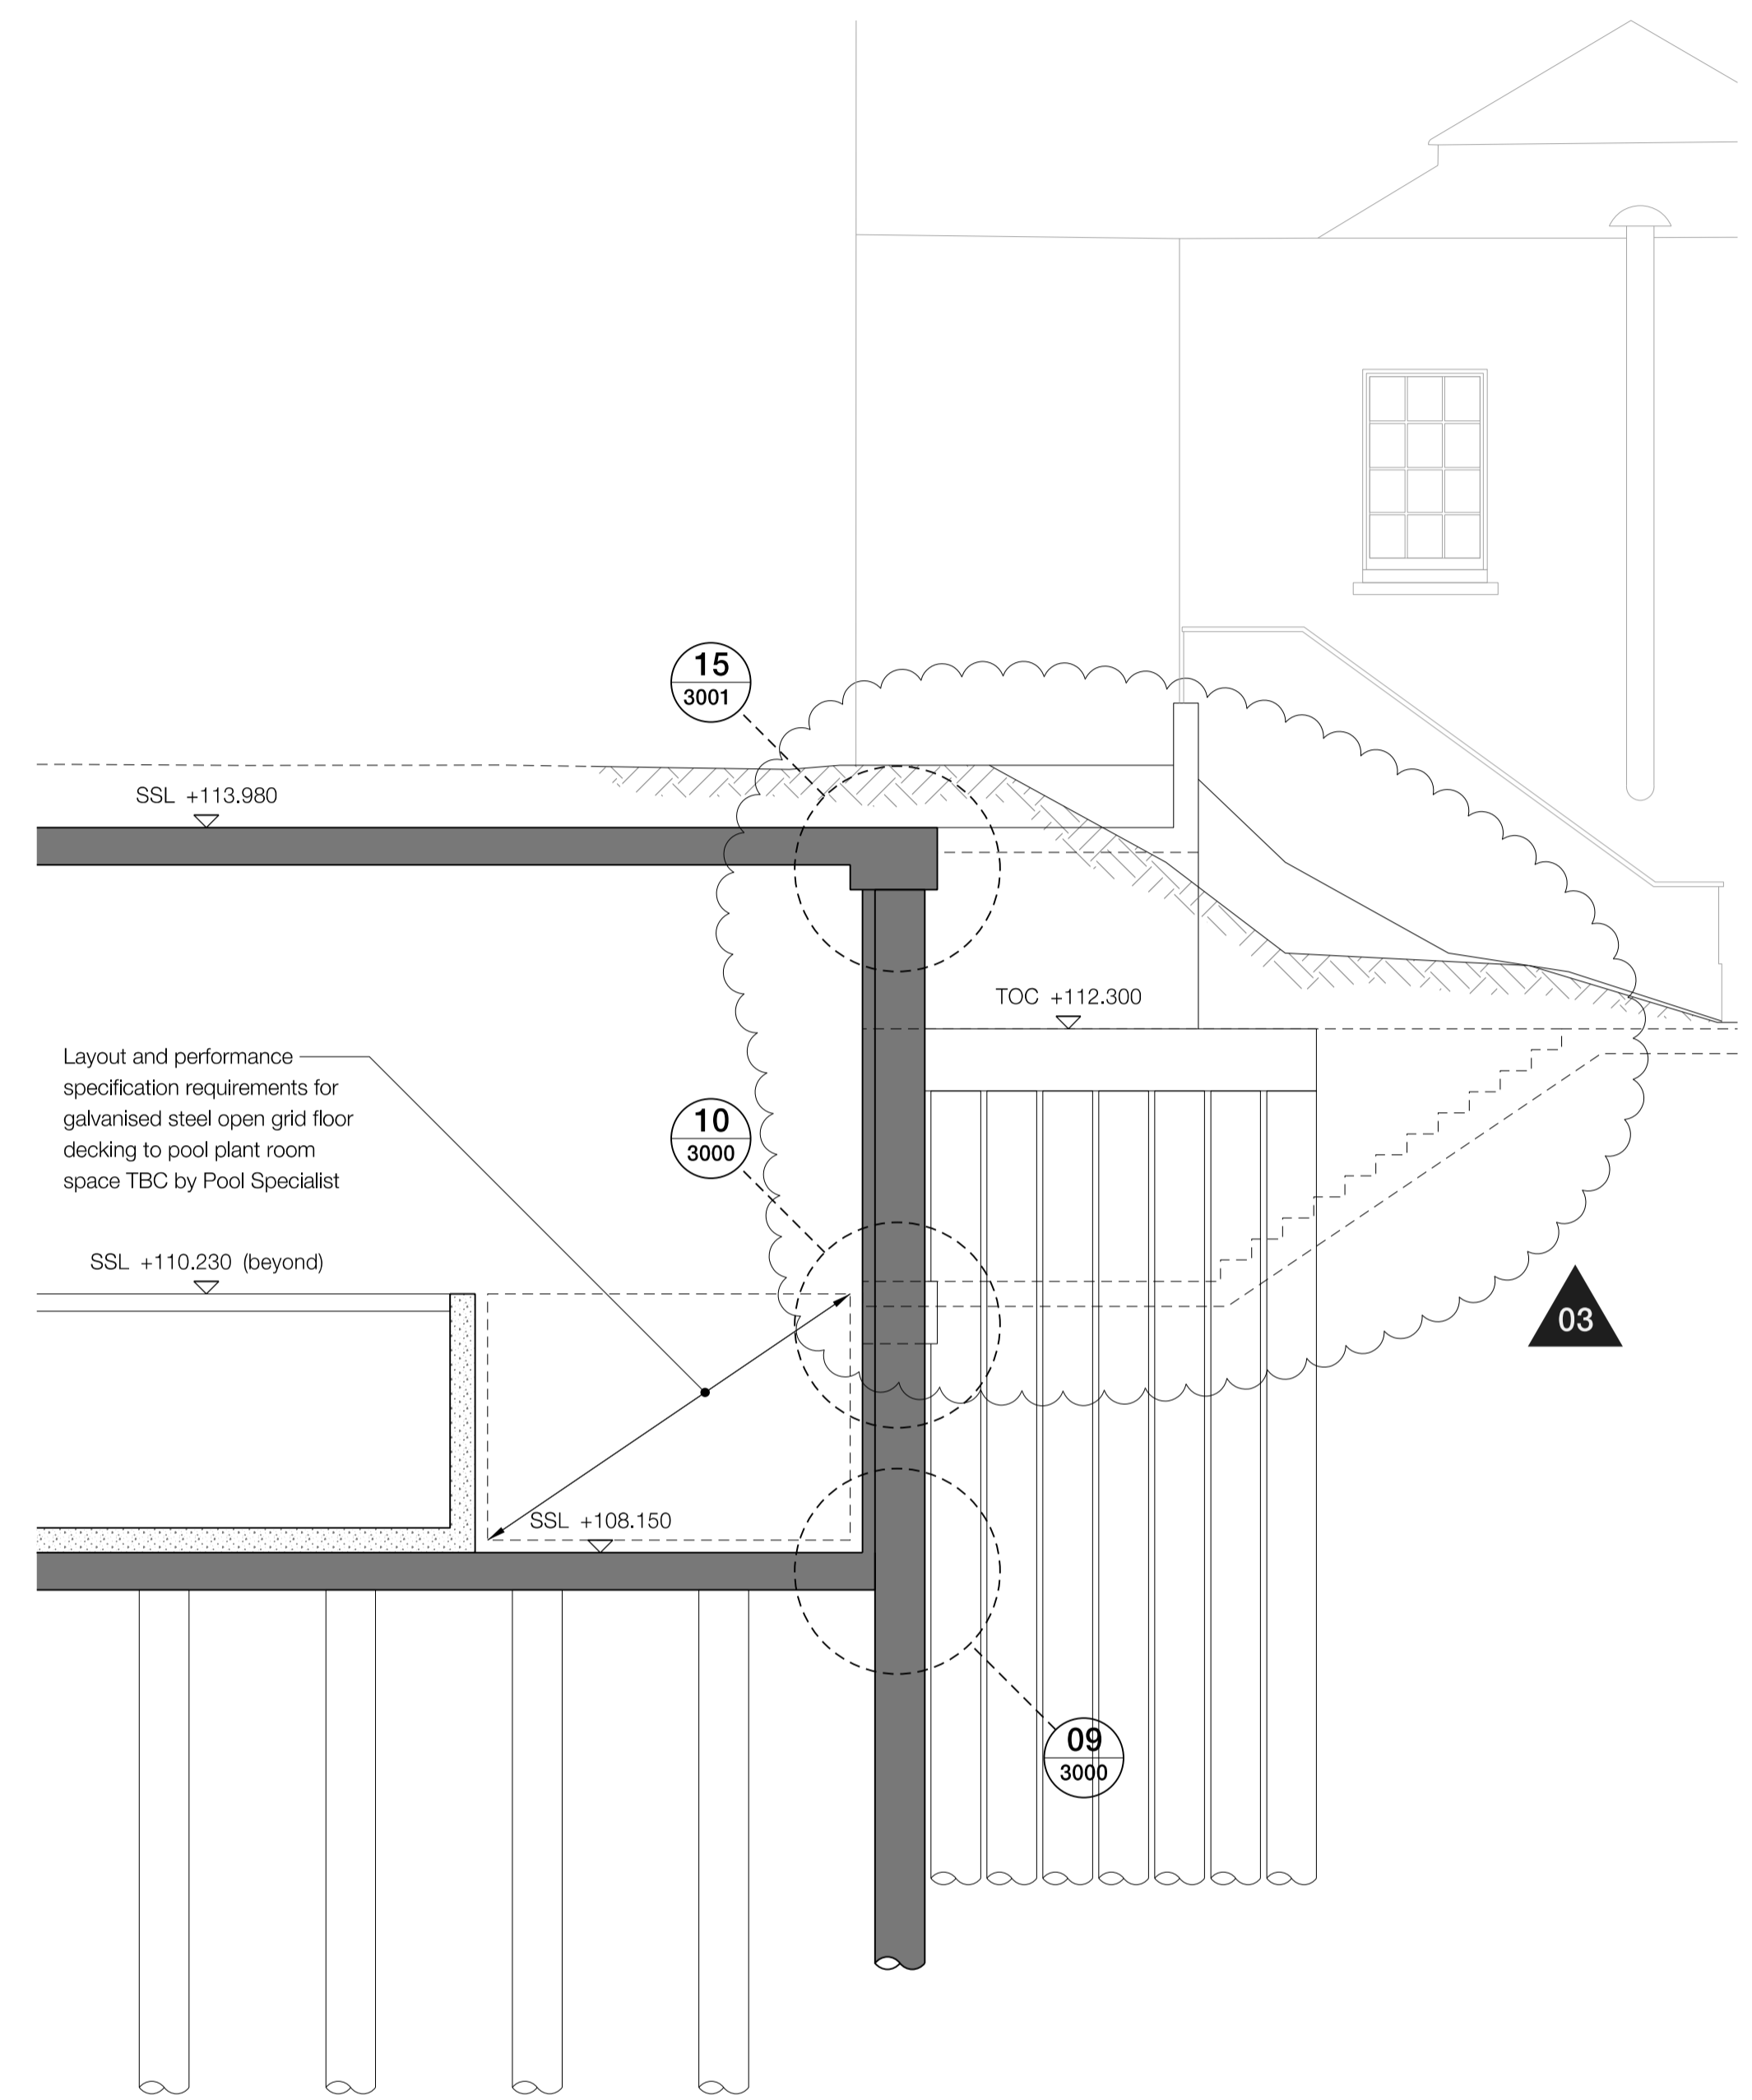 15
3001
SSL +113.980
TOC +112.300
Layout and performance
specification requirements for
galvanised steel open grid floor
decking to pool plant room
space TBC by Pool Specialist
10
3000
SSL +110.230 (beyond)
03
SSL +108.150
09
3000